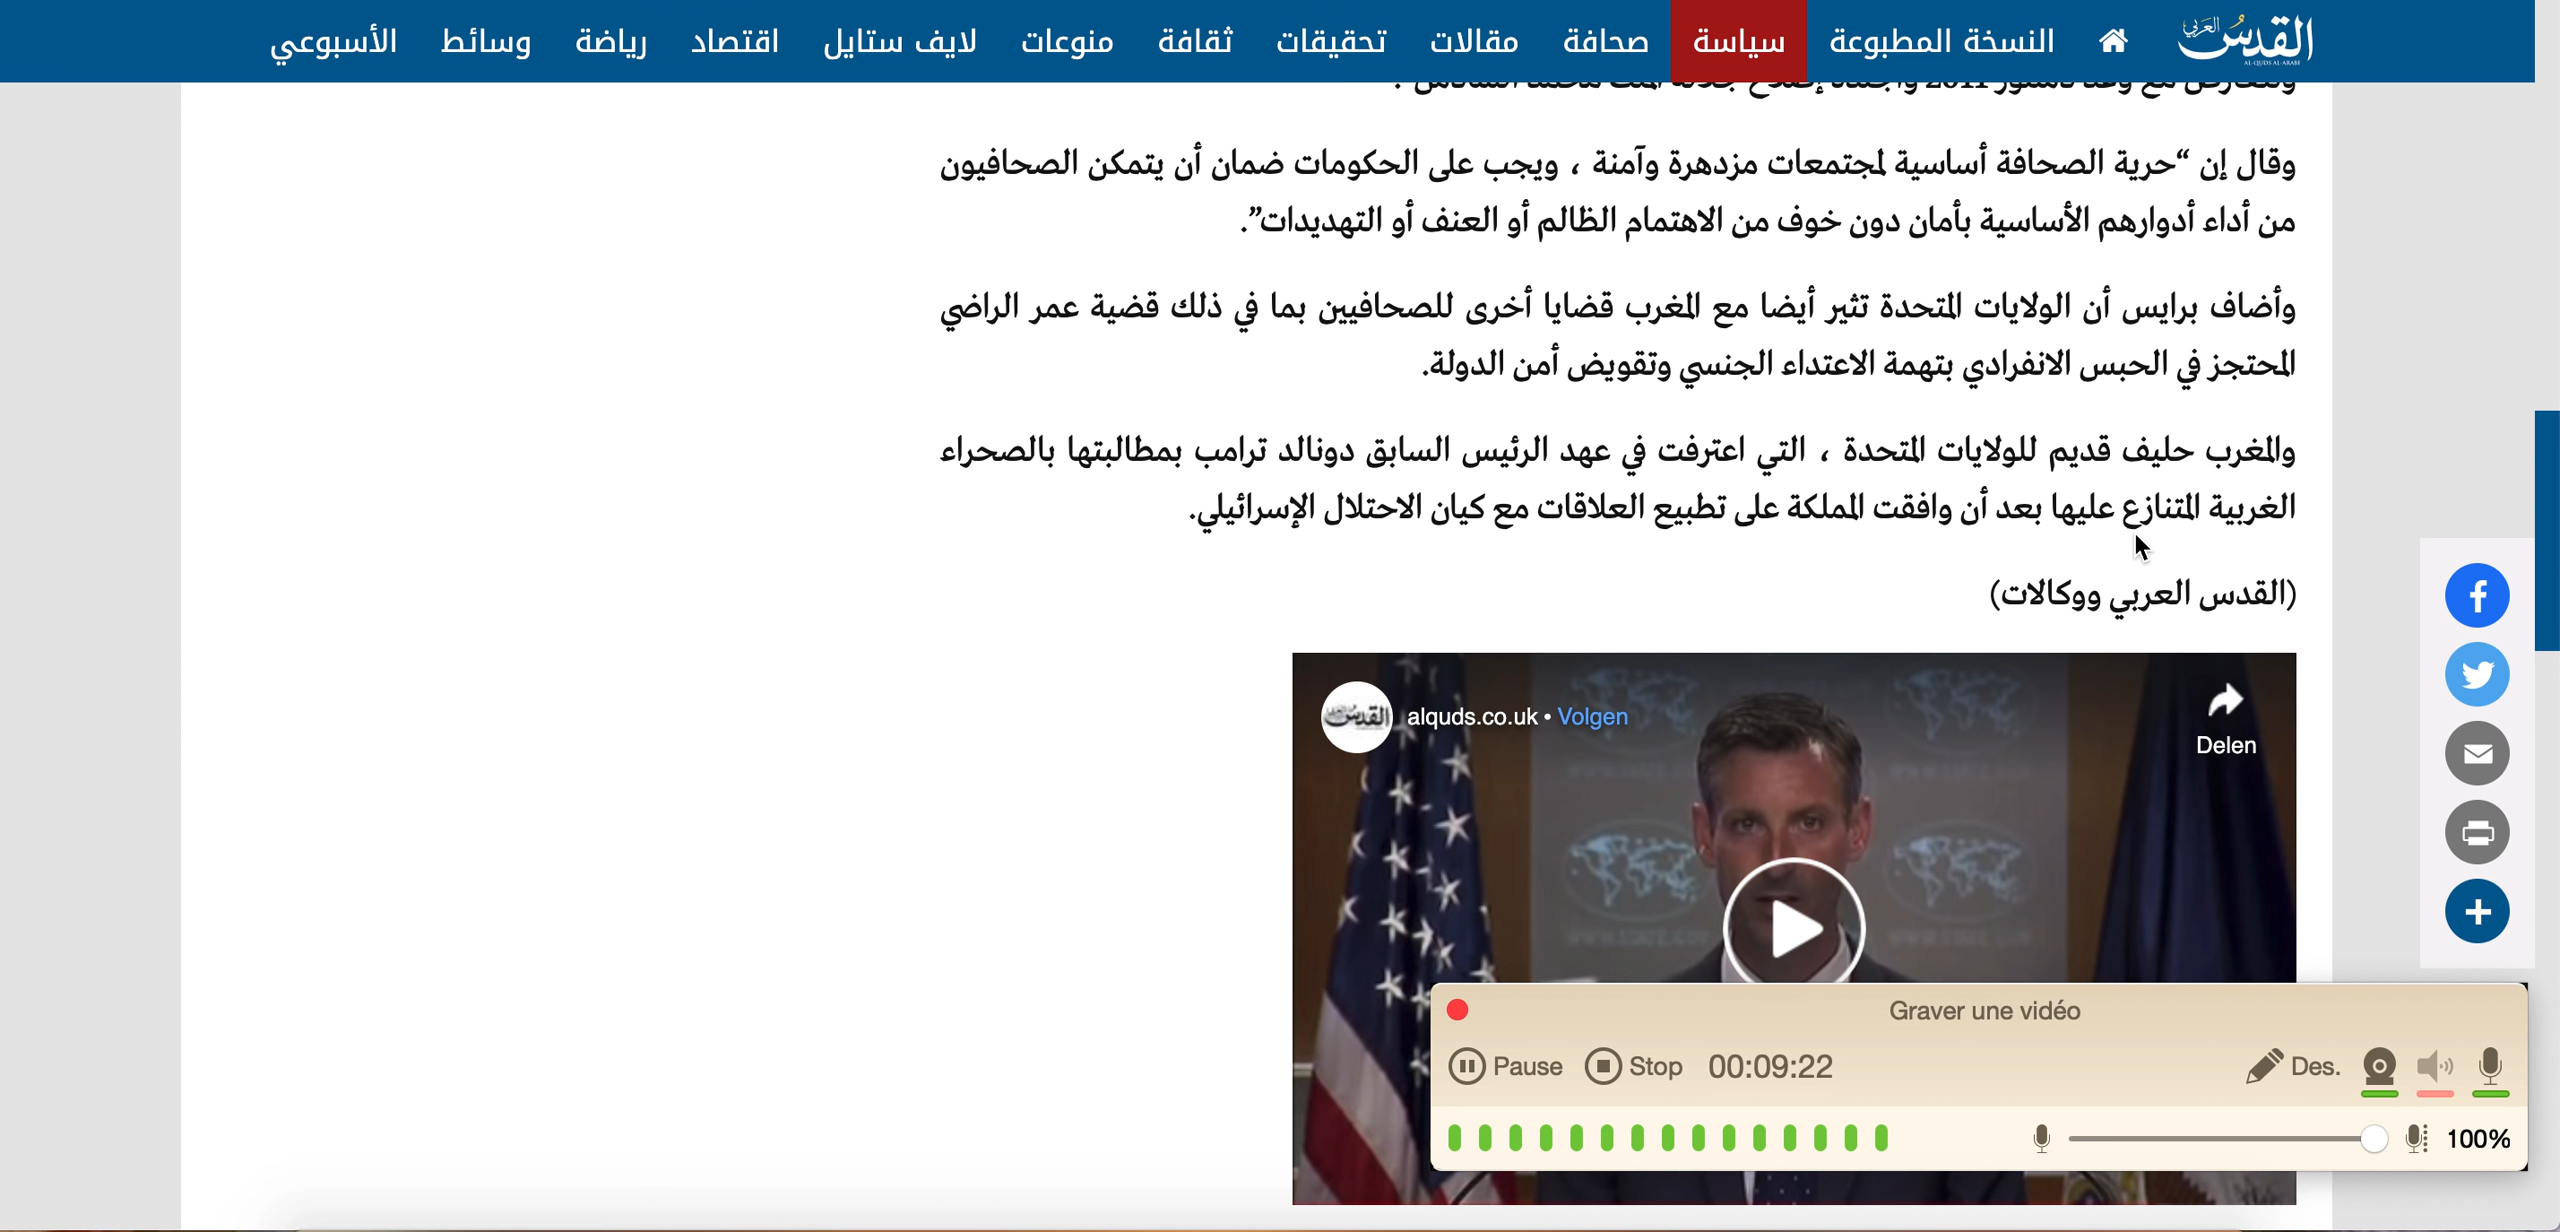 القدس العربي
AL-QUDS AL-ARABI
النسخة المطبوعة
سياسة
صحافة
مقالات
تحقيقات
ثقافة
منوعات
لايف ستايل
اقتصاد
رياضة
وسائط
الأسبوعي
وقال إن “حرية الصحافة أساسية لمجتمعات مزدهرة وآمنة ، ويجب على الحكومات ضمان أن يتمكن الصحافيون
من أداء أدوارهم الأساسية بأمان دون خوف من الاهتمام الظالم أو العنف أو التهديدات”.
وأضاف برايس أن الولايات المتحدة تثير أيضا مع المغرب قضايا أخرى للصحافيين بما في ذلك قضية عمر الراضي
المحتجز في الحبس الانفرادي بتهمة الاعتداء الجنسي وتقويض أمن الدولة.
والمغرب حليف قديم للولايات المتحدة ، التي اعترفت في عهد الرئيس السابق دونالد ترامب بمطالبتها بالصحراء
الغربية المتنازع عليها بعد أن وافقت المملكة على تطبيع العلاقات مع كيان الاحتلال الإسرائيلي.
(القدس العربي ووكالات)
القدس
alquds.co.uk • Volgen
Delen
Graver une vidéo
Pause
Stop
00:09:22
Des.
100%